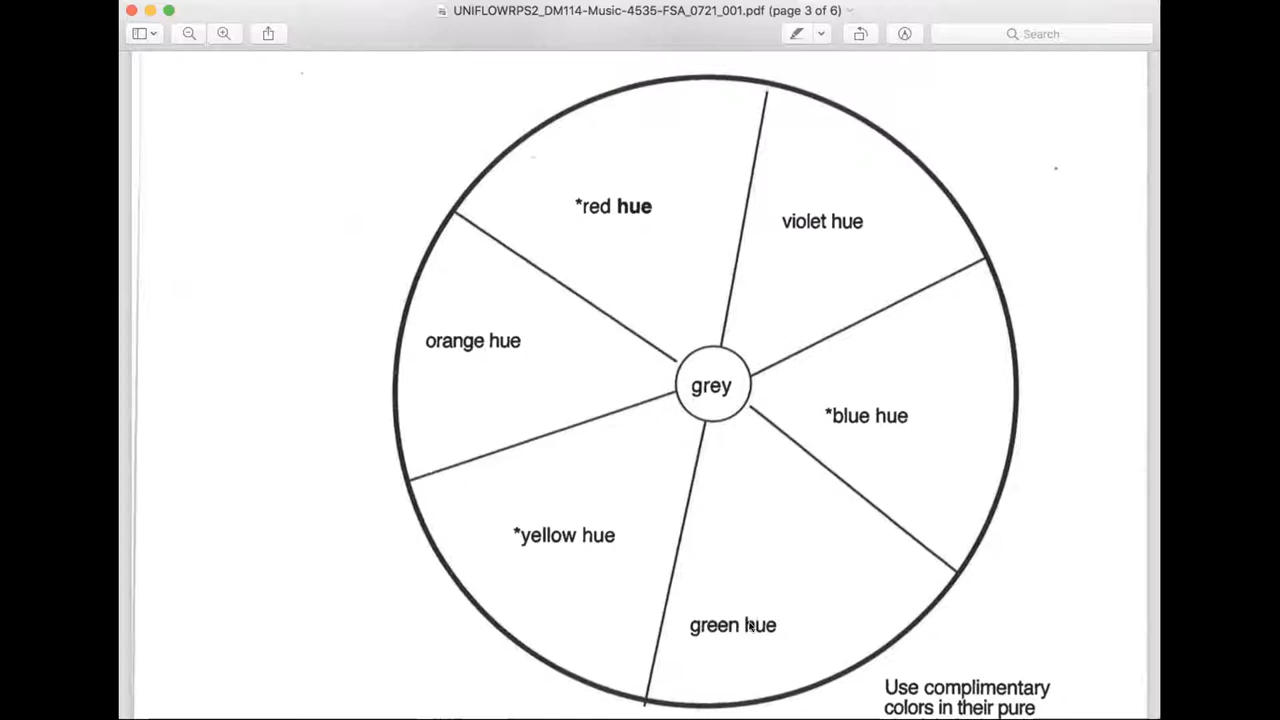 UNIFLOWRPS2_DM114-Music-4535-FSA_0721_001.pdf (page 3 of 6)
Search
*red hue
violet hue
orange hue
grey
*blue hue
*yellow hue
green hue
Use complimentary
colors in their pure